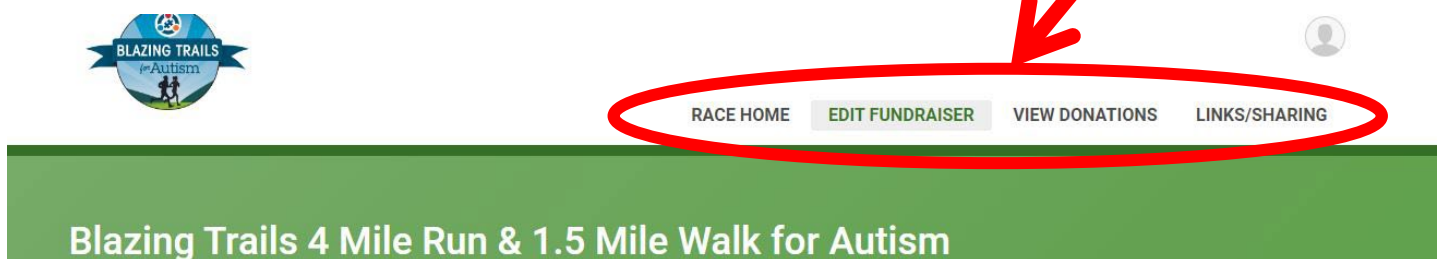 BLAZING TRAILS
for Autism
RACE HOME EDIT FUNDRAISER VIEW DONATIONS LINKS/SHARING
Blazing Trails 4 Mile Run & 1.5 Mile Walk for Autism